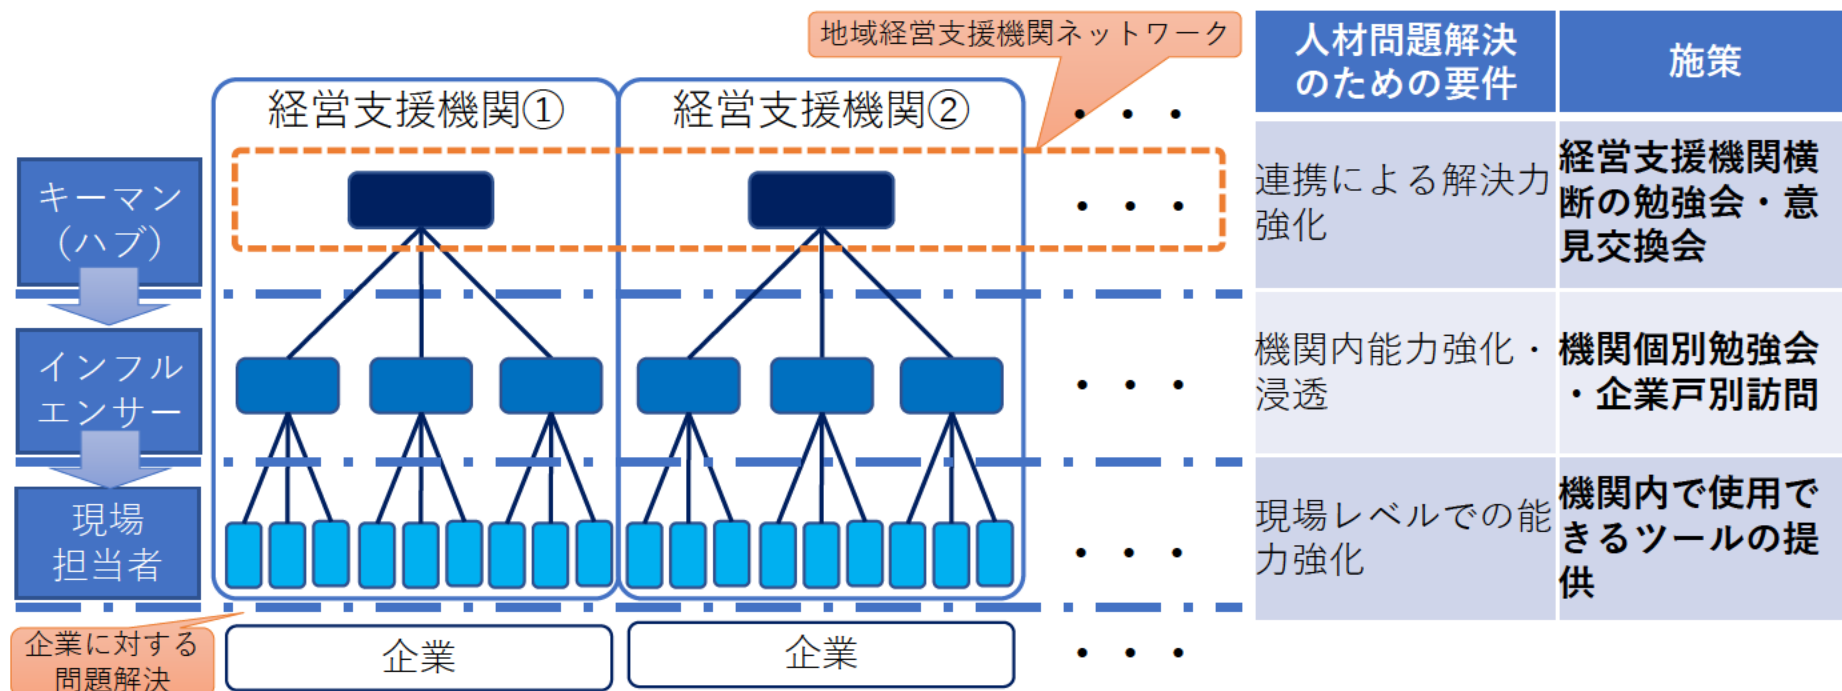 地域経営支援機関ネットワーク
経営支援機関①
経営支援機関②
・・・
キーマン
（ハブ）
・・・
インフル
エンサー
・・・
現場
担当者
・・・
企業に対する
問題解決
企業
企業
・・・
人材問題解決
のための要件
施策
連携による解決力
強化
経営支援機関横
断の勉強会・意
見交換会
機関内能力強化・
浸透
機関個別勉強会
・企業戸別訪問
現場レベルでの能
力強化
機関内で使用で
きるツールの提
供